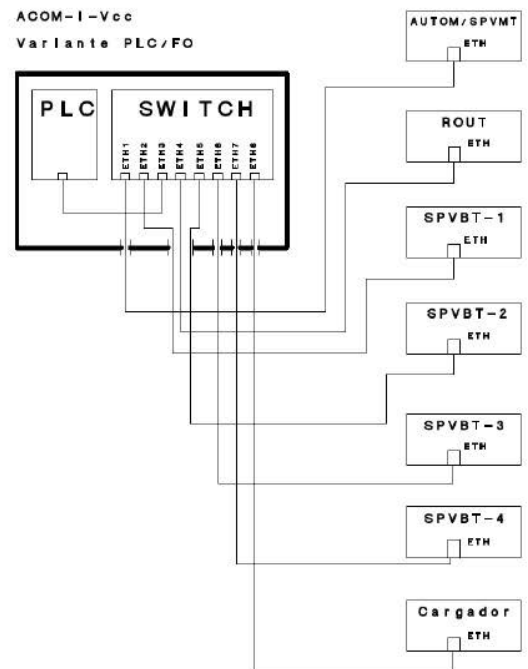 ACOM-I-Vcc
Variante PLC/FO
PLC
SWITCH
ETH1
ETH2
ETH3
ETH4
ETH5
ETH6
ETH7
ETH8
AUTOM/SPVMT
ETH
ROUT
ETH
SPVBT-1
ETH
SPVBT-2
ETH
SPVBT-3
ETH
SPVBT-4
ETH
Cargador
ETH